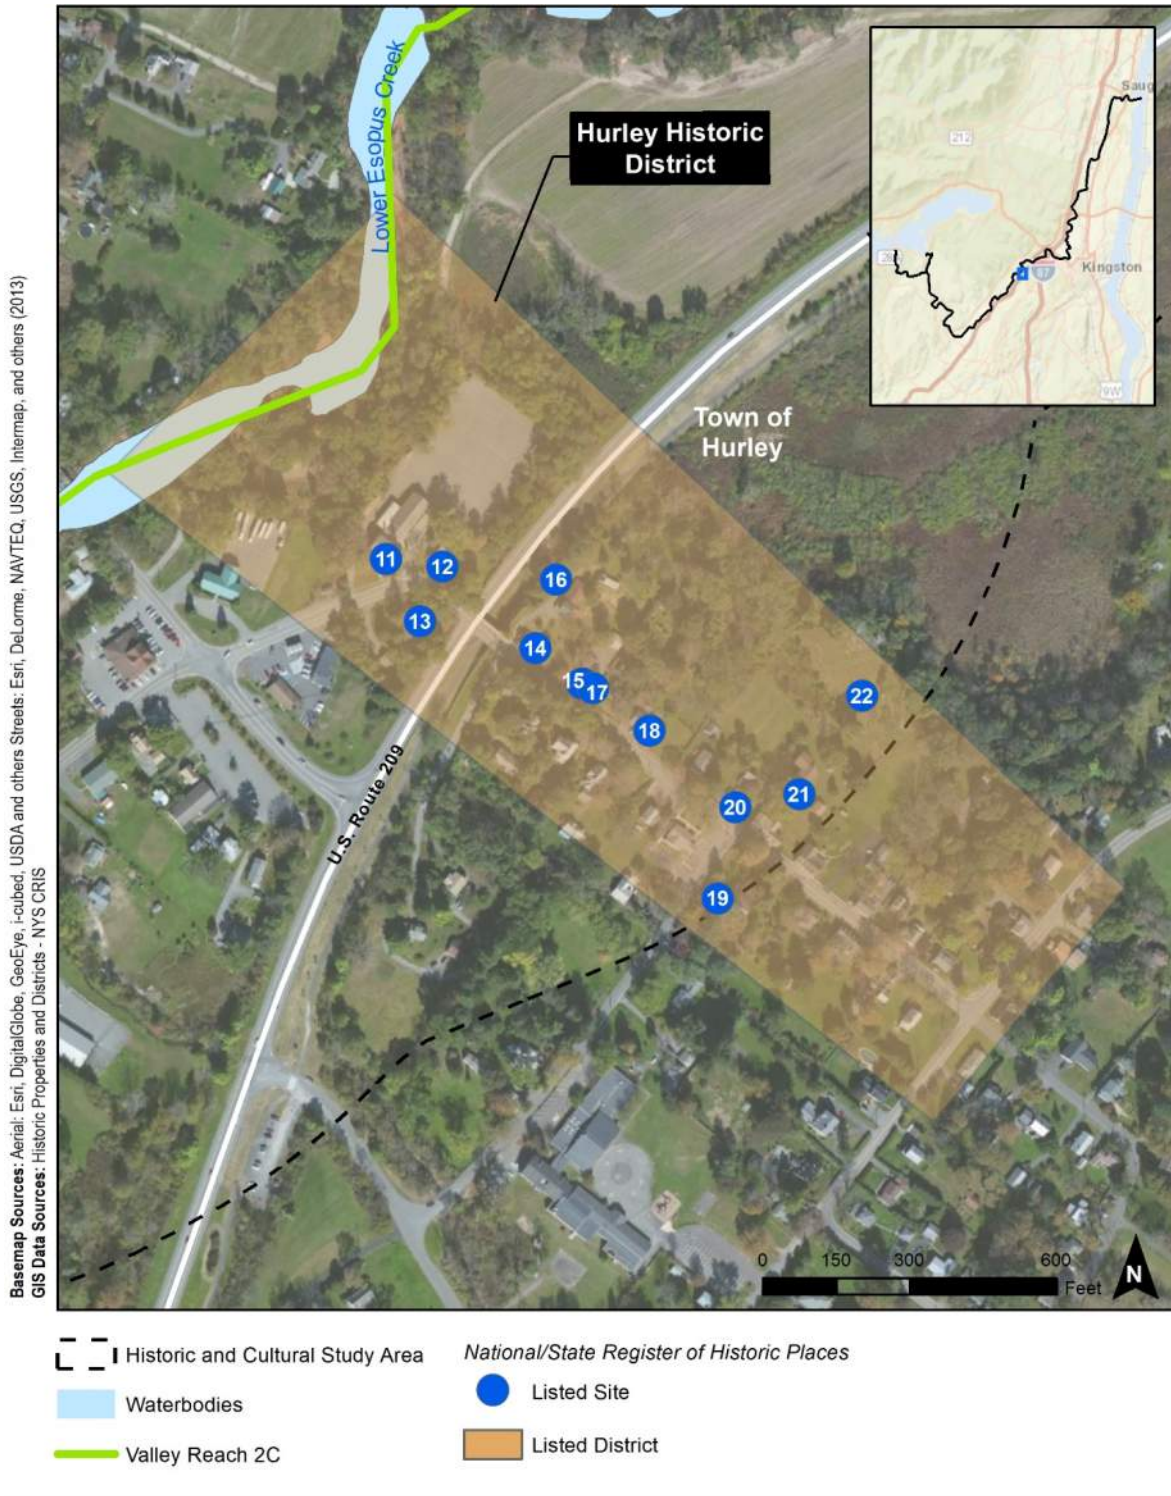 Hurley Historic
District
Lower Esopus Creek
Saug
212
28
87
Kingston
9W
Town of
Hurley
11
12
13
16
14
15
17
18
22
20
21
19
U.S. Route 209
0 150 300 600
Feet
N
Basemap Sources: Aerial: Esri, DigitalGlobe, GeoEye, i-cubed, USDA and others Streets: Esri, DeLorme, NAVTEQ, USGS, Intermap, and others (2013)
GIS Data Sources: Historic Properties and Districts - NYS CRIS
Historic and Cultural Study Area
Waterbodies
Valley Reach 2C
National/State Register of Historic Places
Listed Site
Listed District